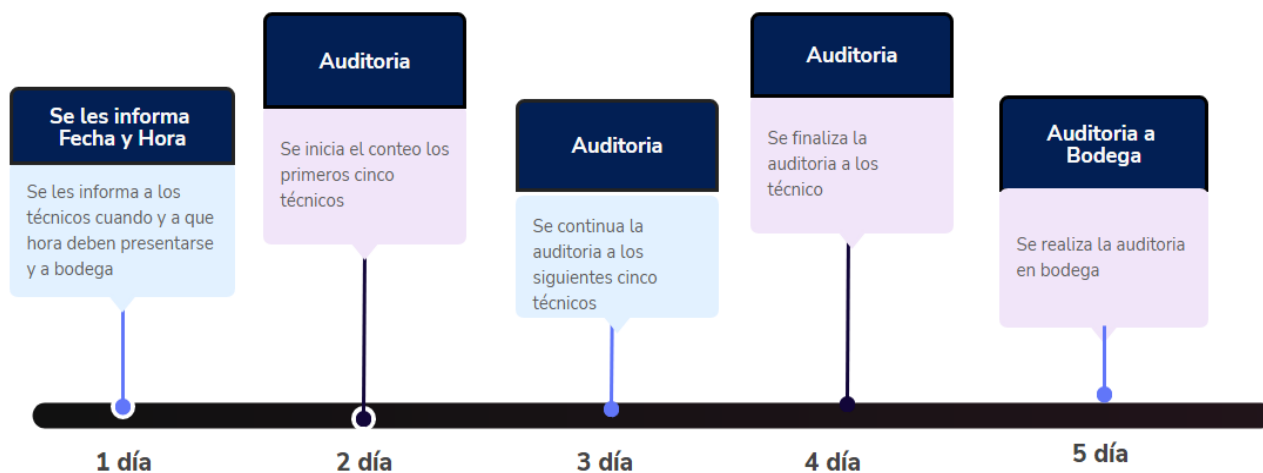 Se les informa
Fecha y Hora
Se les informa a los
técnicos cuando y a que
hora deben presentarse
y a bodega
Auditoria
Se inicia el conteo los
primeros cinco
técnicos
Auditoria
Se continua la
auditoria a los
siguientes cinco
técnicos
Auditoria
Se finaliza la
auditoria a los
técnico
Auditoria a
Bodega
Se realiza la auditoria
en bodega
1 día
2 día
3 día
4 día
5 día